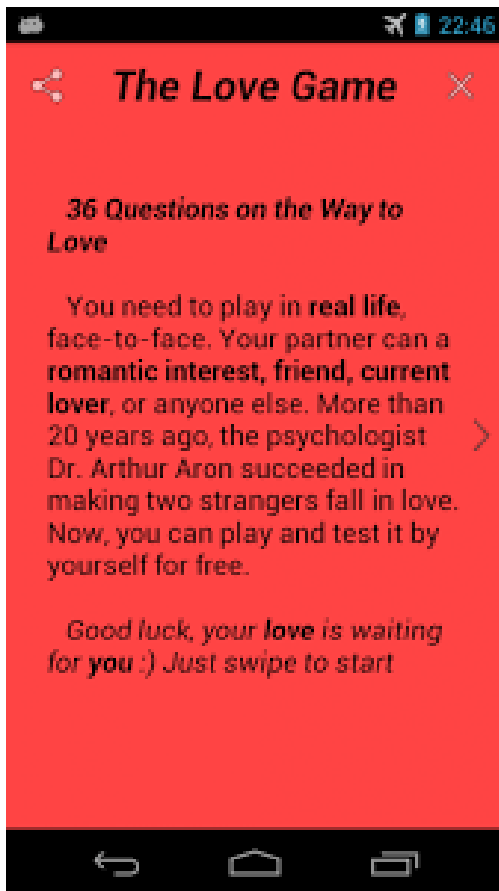 22:46
The Love Game
36 Questions on the Way to
Love
You need to play in real life,
face-to-face. Your partner can a
romantic interest, friend, current
lover, or anyone else. More than
20 years ago, the psychologist
Dr. Arthur Aron succeeded in
making two strangers fall in love.
Now, you can play and test it by
yourself for free.
Good luck, your love is waiting
for you :) Just swipe to start